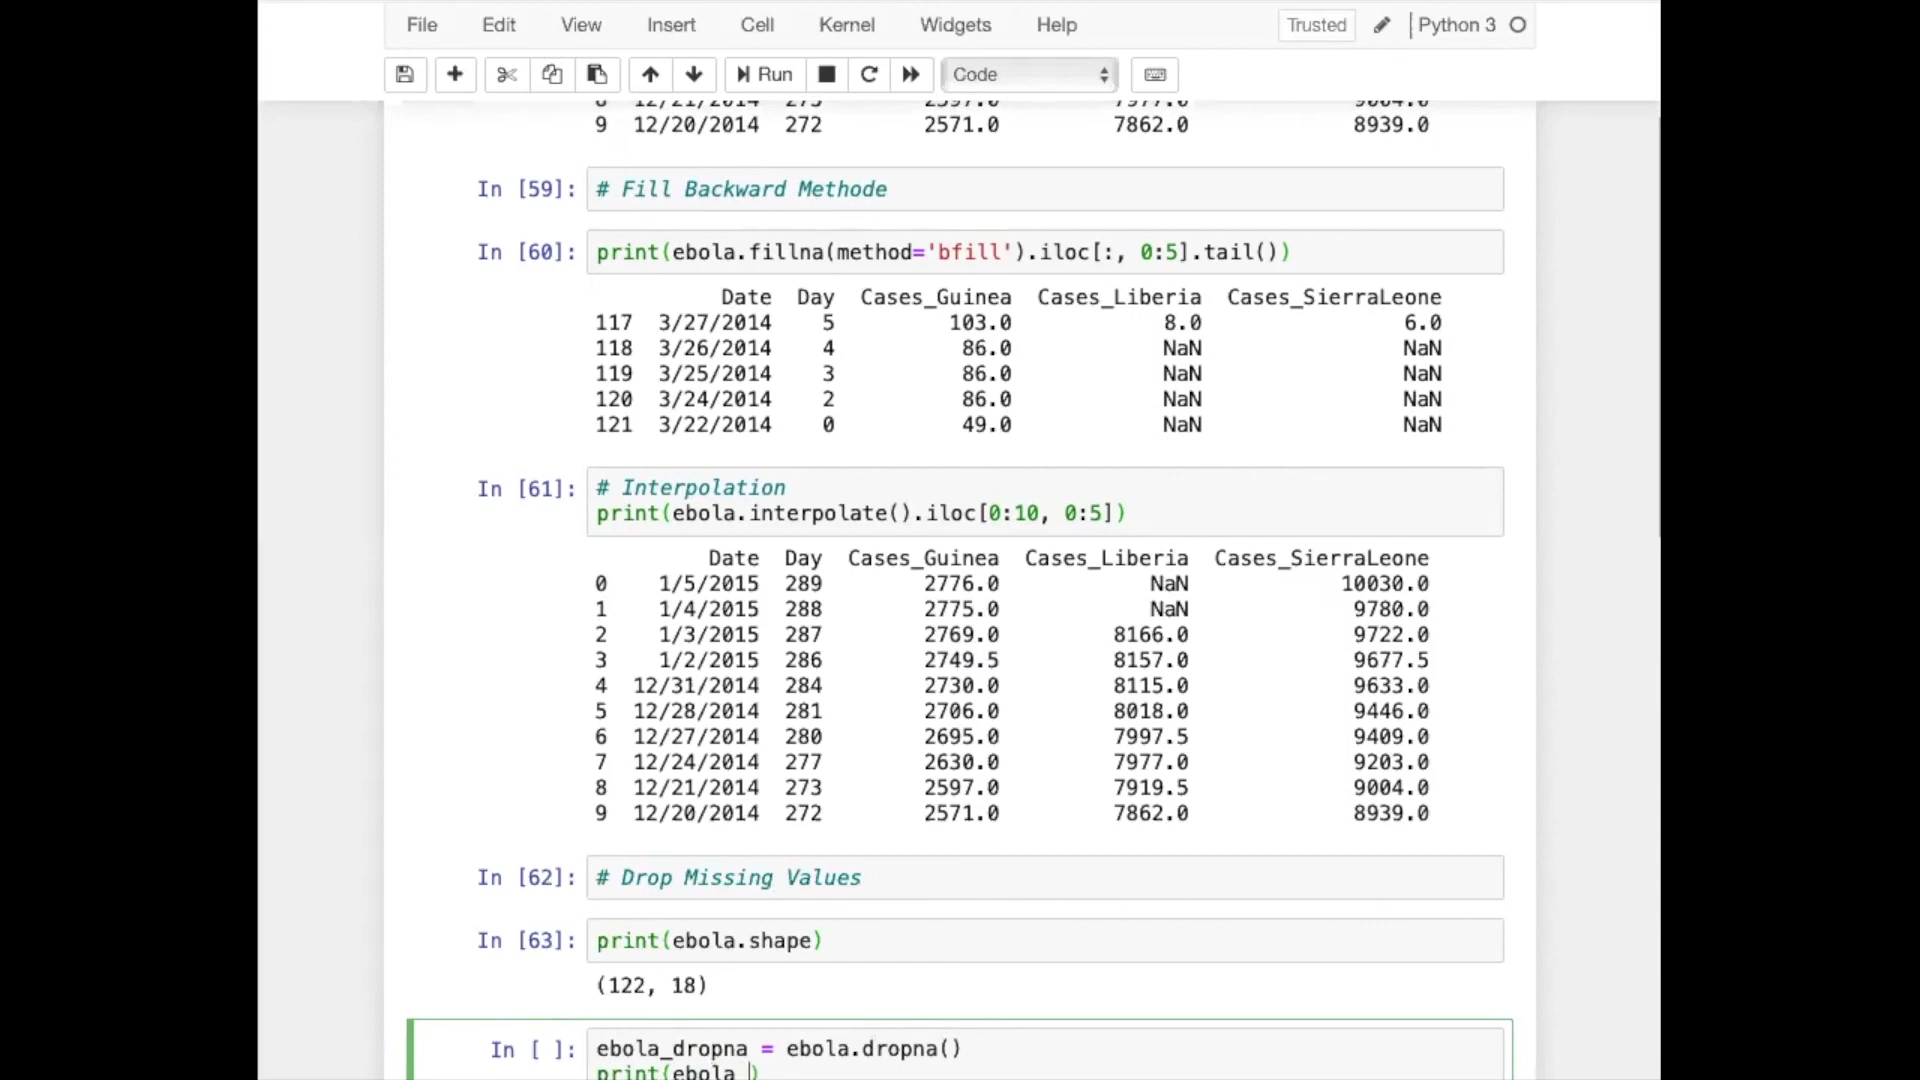 File Edit View Insert Cell Kernel Widgets Help Trusted Python 3
Run Code
8 12/21/2014 273 2597.0 7977.0 9004.0
9 12/20/2014 272 2571.0 7862.0 8939.0
In [59]: # Fill Backward Methode
In [60]: print(ebola.fillna(method='bfill').iloc[:, 0:5].tail())
Date Day Cases_Guinea Cases_Liberia Cases_SierraLeone
117 3/27/2014 5 103.0 8.0 6.0
118 3/26/2014 4 86.0 NaN NaN
119 3/25/2014 3 86.0 NaN NaN
120 3/24/2014 2 86.0 NaN NaN
121 3/22/2014 0 49.0 NaN NaN
In [61]: # Interpolation
print(ebola.interpolate().iloc[0:10, 0:5])
Date Day Cases_Guinea Cases_Liberia Cases_SierraLeone
0 1/5/2015 289 2776.0 NaN 10030.0
1 1/4/2015 288 2775.0 NaN 9780.0
2 1/3/2015 287 2769.0 8166.0 9722.0
3 1/2/2015 286 2749.5 8157.0 9677.5
4 12/31/2014 284 2730.0 8115.0 9633.0
5 12/28/2014 281 2706.0 8018.0 9446.0
6 12/27/2014 280 2695.0 7997.5 9409.0
7 12/24/2014 277 2630.0 7977.0 9203.0
8 12/21/2014 273 2597.0 7919.5 9004.0
9 12/20/2014 272 2571.0 7862.0 8939.0
In [62]: # Drop Missing Values
In [63]: print(ebola.shape)
(122, 18)
In [ ]: ebola_dropna = ebola.dropna()
print(ebola_)